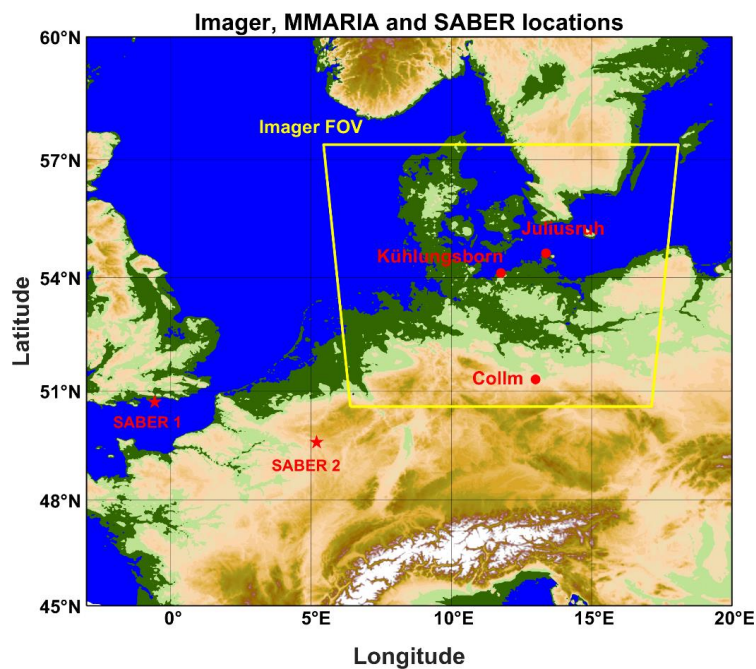 Imager, MMARIA and SABER locations
60°N
Imager FOV
57°N
Juliusruh
Kühlungsborn
54°N
Latitude
51°N
Collm
SABER 1
SABER 2
48°N
45°N
0°
5°E
10°E
15°E
20°E
Longitude